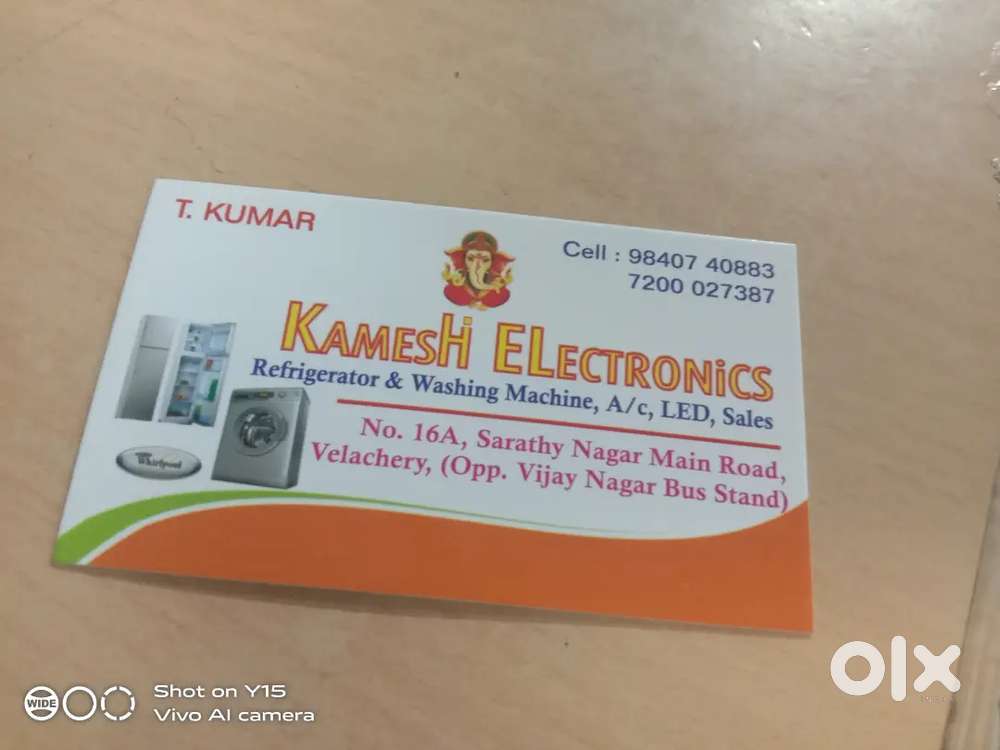 T. KUMAR
Cell : 98407 40883
7200 027387
KAMESH ELECTRONiCS
Refrigerator & Washing Machine, A/c, LED, Sales
No. 16A, Sarathy Nagar Main Road,
Velachery, (Opp. Vijay Nagar Bus Stand)
Whirlpool
WIDE
Shot on Y15
Vivo AI camera
olx